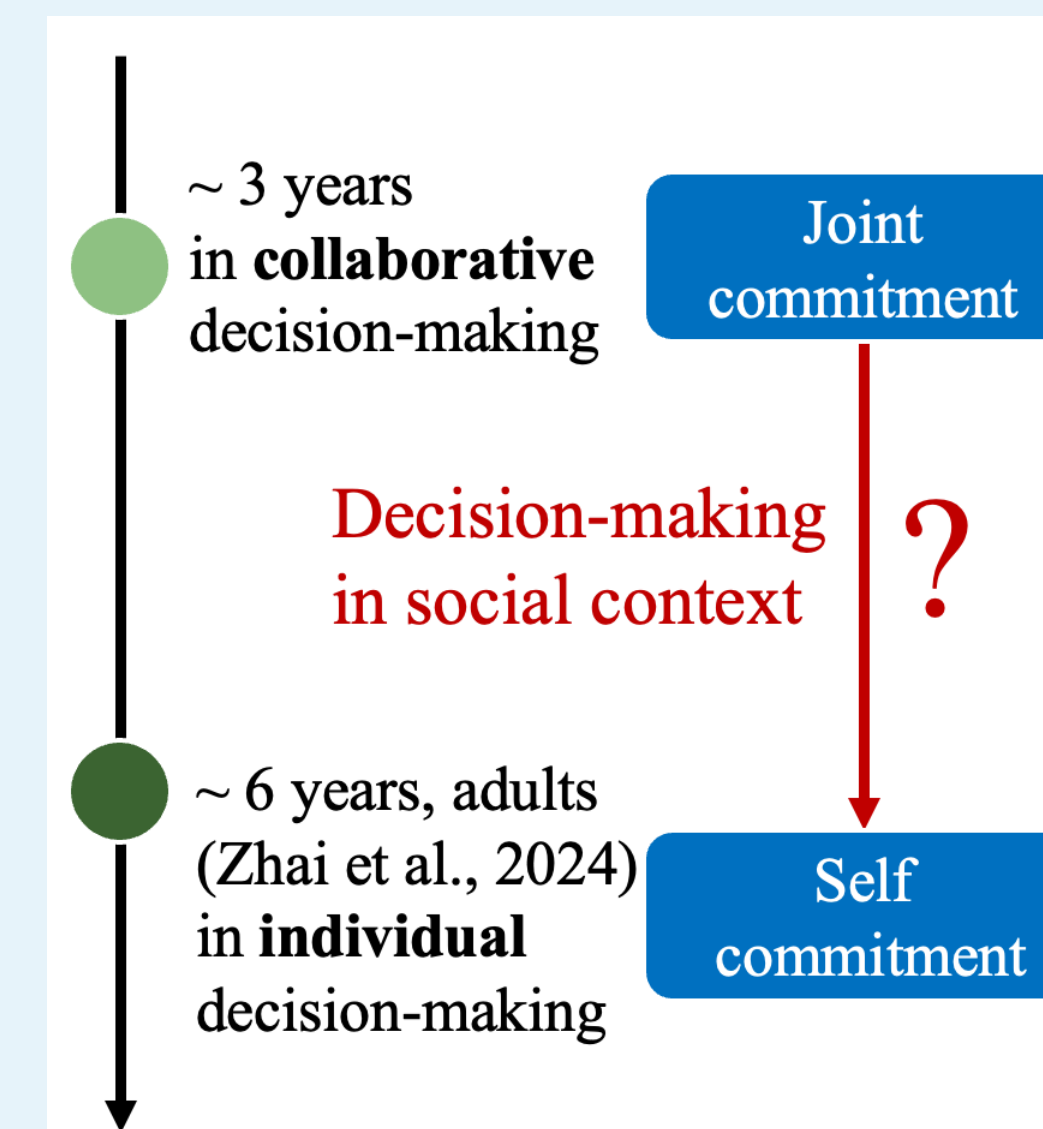 ~ 3 years
in collaborative
decision-making
Joint
commitment
Decision-making
in social context
?
~ 6 years, adults
(Zhai et al., 2024)
in individual
decision-making
Self
commitment